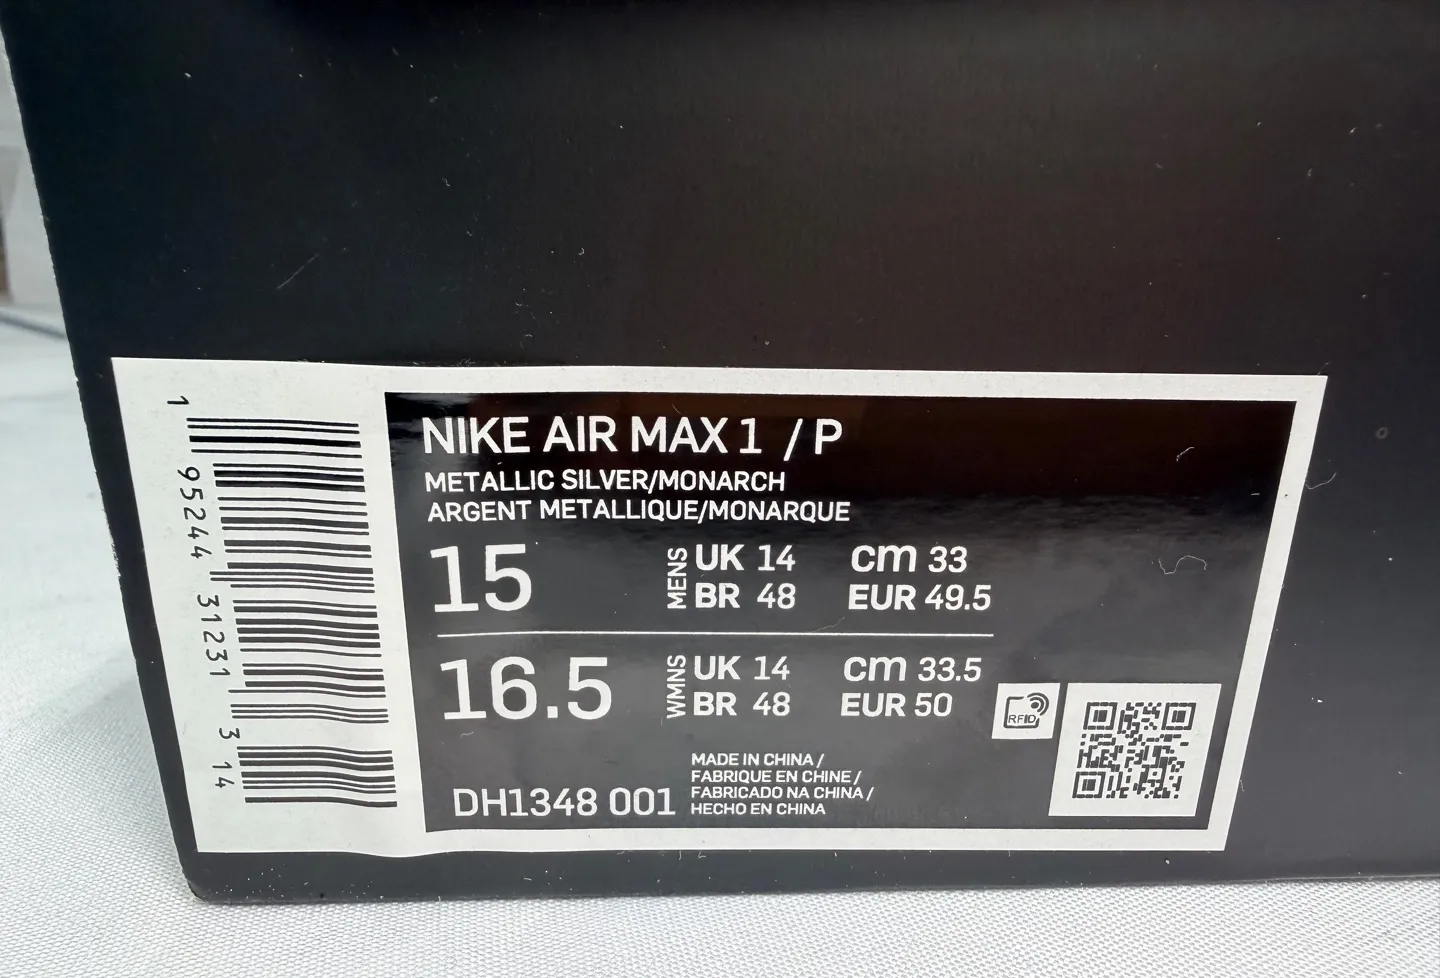 1 95244 31231 3 14
NIKE AIR MAX 1 / P
METALLIC SILVER/MONARCH
ARGENT METALLIQUE/MONARQUE
15 MENS UK 14 cm 33
BR 48 EUR 49.5
16.5 WMNS UK 14 cm 33.5
BR 48 EUR 50
RFID
MADE IN CHINA /
FABRIQUE EN CHINE /
FABRICADO NA CHINA /
HECHO EN CHINA
DH1348 001